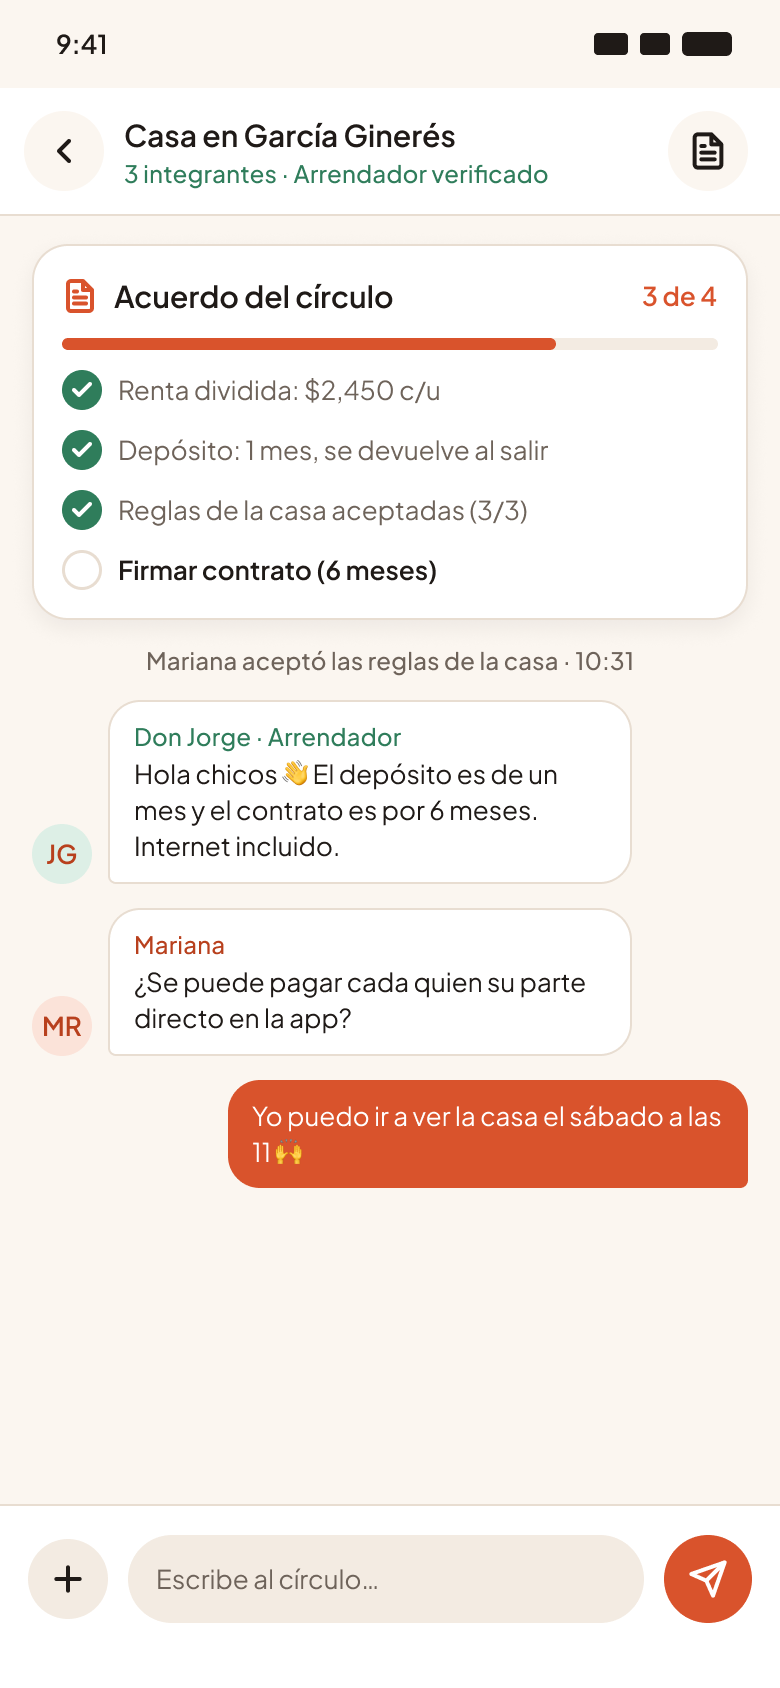 9:41
Casa en García Ginerés
3 integrantes · Arrendador verificado
Acuerdo del círculo
3 de 4
Renta dividida: $2,450 c/u
Depósito: 1 mes, se devuelve al salir
Reglas de la casa aceptadas (3/3)
Firmar contrato (6 meses)
Mariana aceptó las reglas de la casa · 10:31
Don Jorge · Arrendador
Hola chicos 👋 El depósito es de un
mes y el contrato es por 6 meses.
Internet incluido.
JG
Mariana
¿Se puede pagar cada quien su parte
directo en la app?
MR
Yo puedo ir a ver la casa el sábado a las
11 🙌
Escribe al círculo...